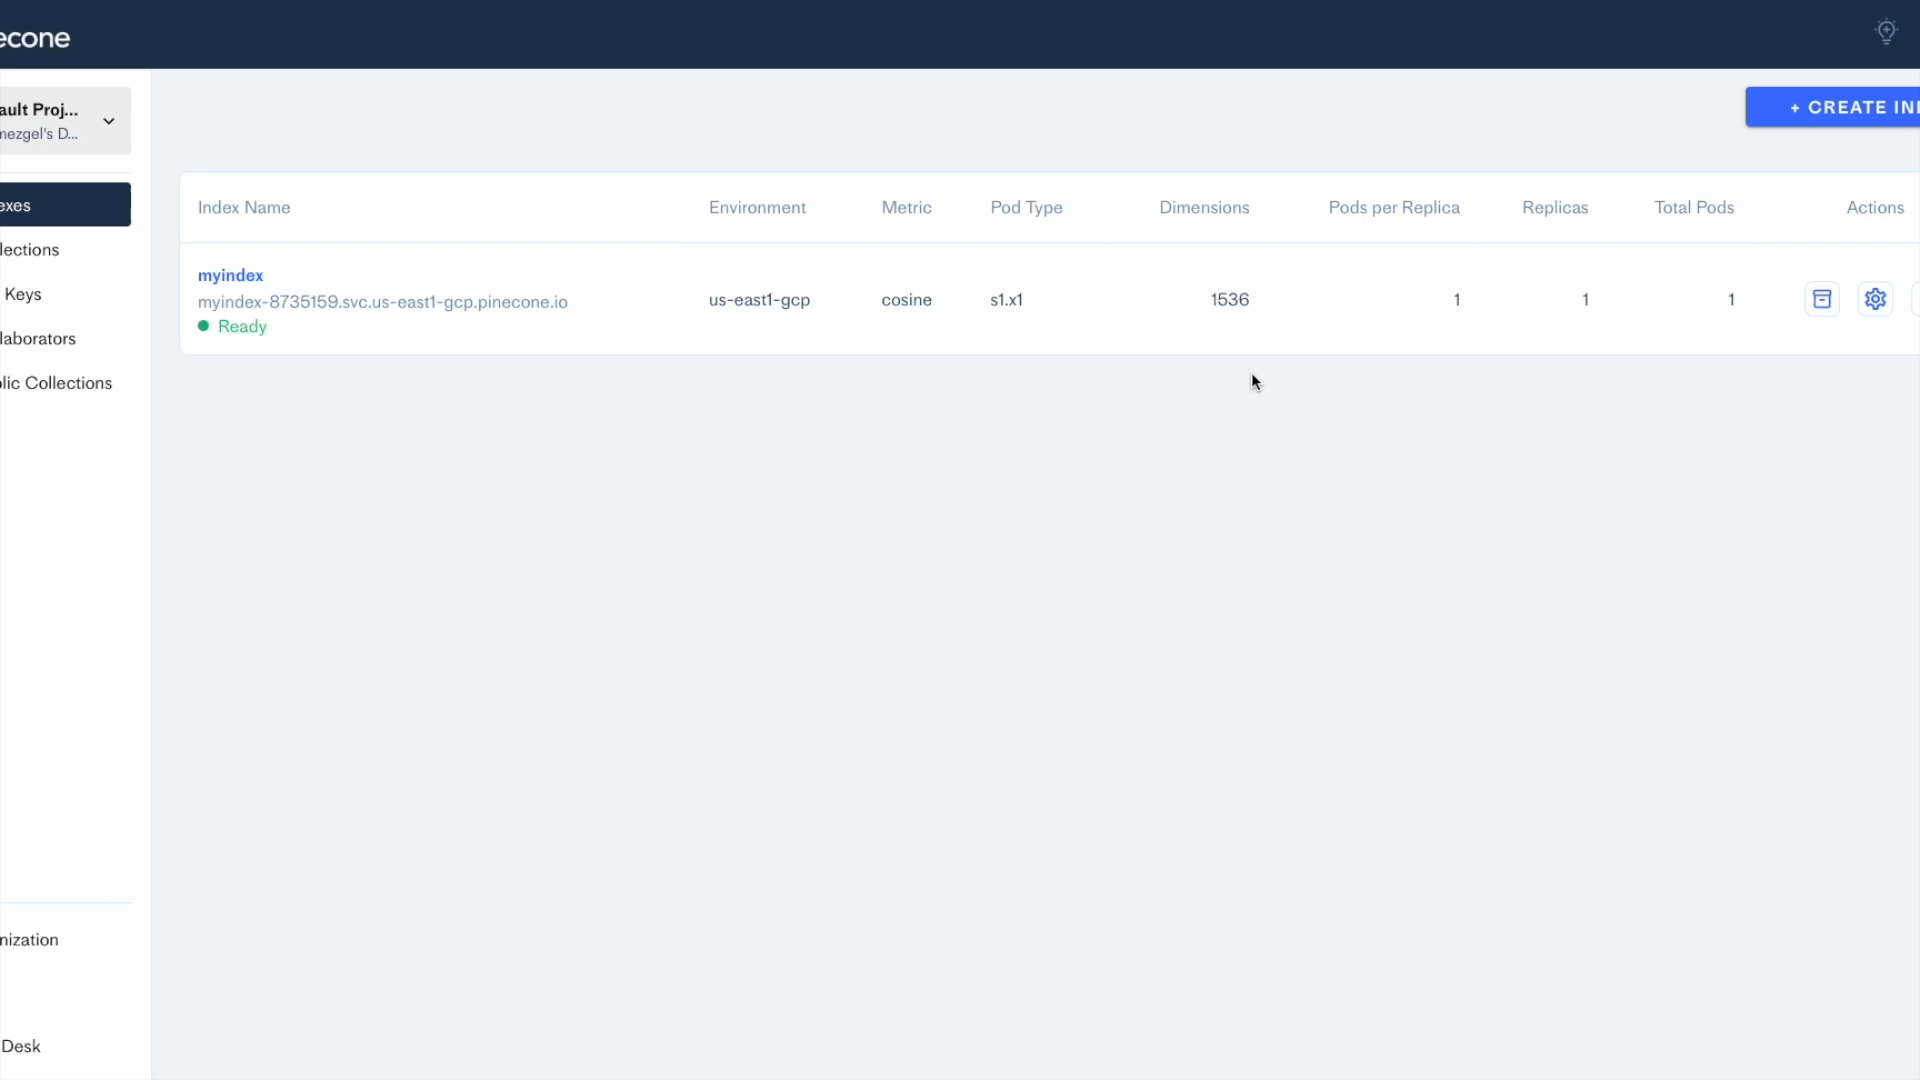 econe
ault Proj...
nezgel's D...
+ CREATE IN
exes
lections
Keys
laborators
lic Collections
Index Name Environment Metric Pod Type Dimensions Pods per Replica Replicas Total Pods Actions
myindex
myindex-8735159.svc.us-east1-gcp.pinecone.io us-east1-gcp cosine s1.x1 1536 1 1 1
Ready
nization
Desk